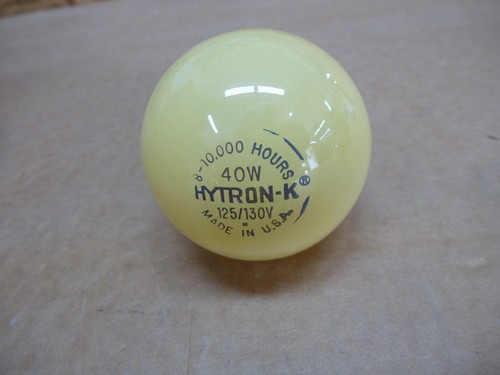 8-10,000 HOURS
40W
HYTRON-K®
125/130V
MADE IN U.S.A.